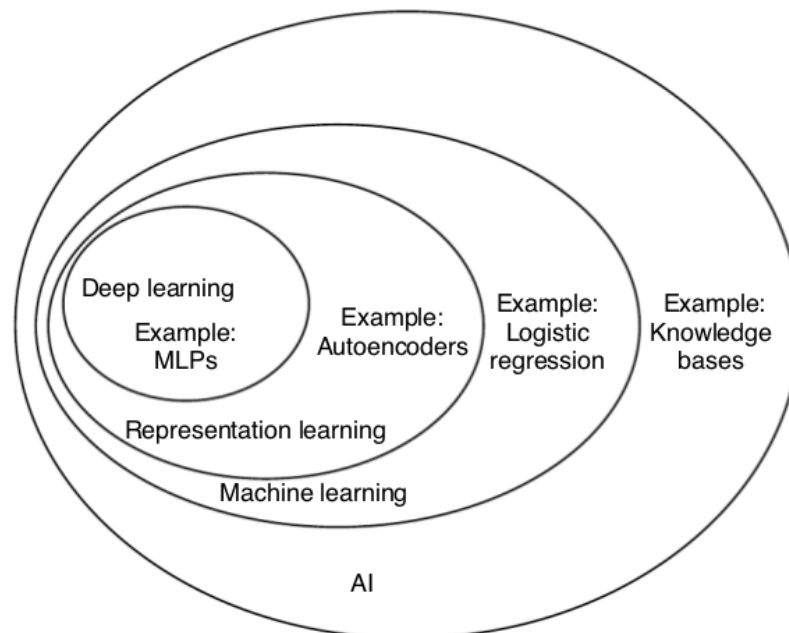 Deep learning
Example:
MLPs
Example:
Autoencoders
Example:
Logistic
regression
Example:
Knowledge
bases
Representation learning
Machine learning
AI